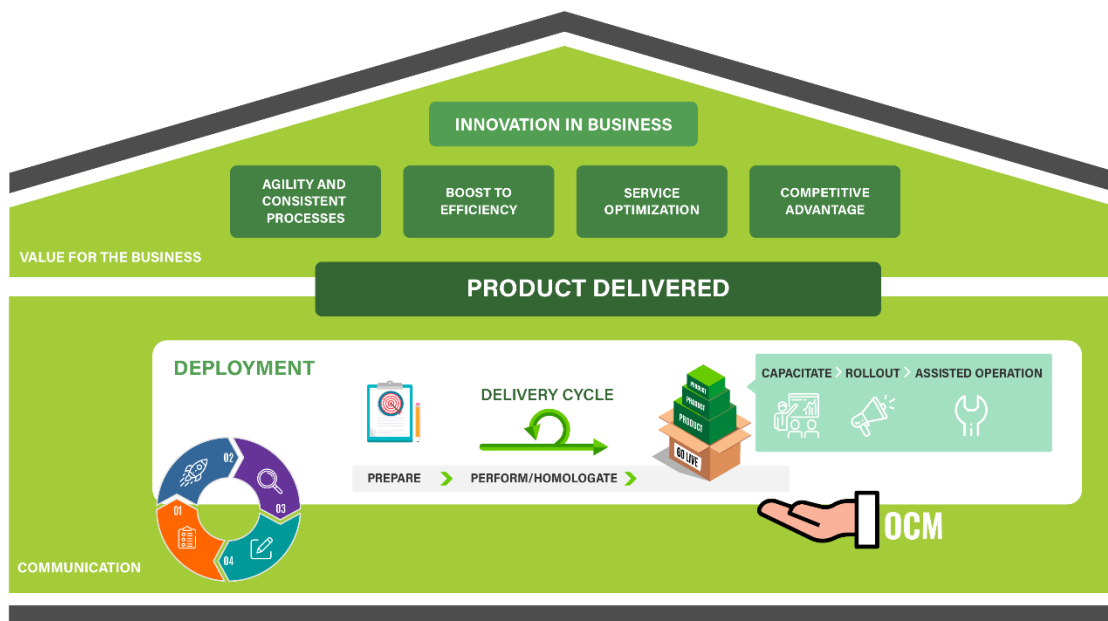 INNOVATION IN BUSINESS
AGILITY AND
CONSISTENT
PROCESSES
BOOST TO
EFFICIENCY
SERVICE
OPTIMIZATION
COMPETITIVE
ADVANTAGE
VALUE FOR THE BUSINESS
PRODUCT DELIVERED
DEPLOYMENT
DELIVERY CYCLE
PRODUCT
PRODUCT
PRODUCT
GO LIVE
CAPACITATE
ROLLOUT
ASSISTED OPERATION
PREPARE
PERFORM/HOMOLOGATE
01
02
03
04
OCM
COMMUNICATION